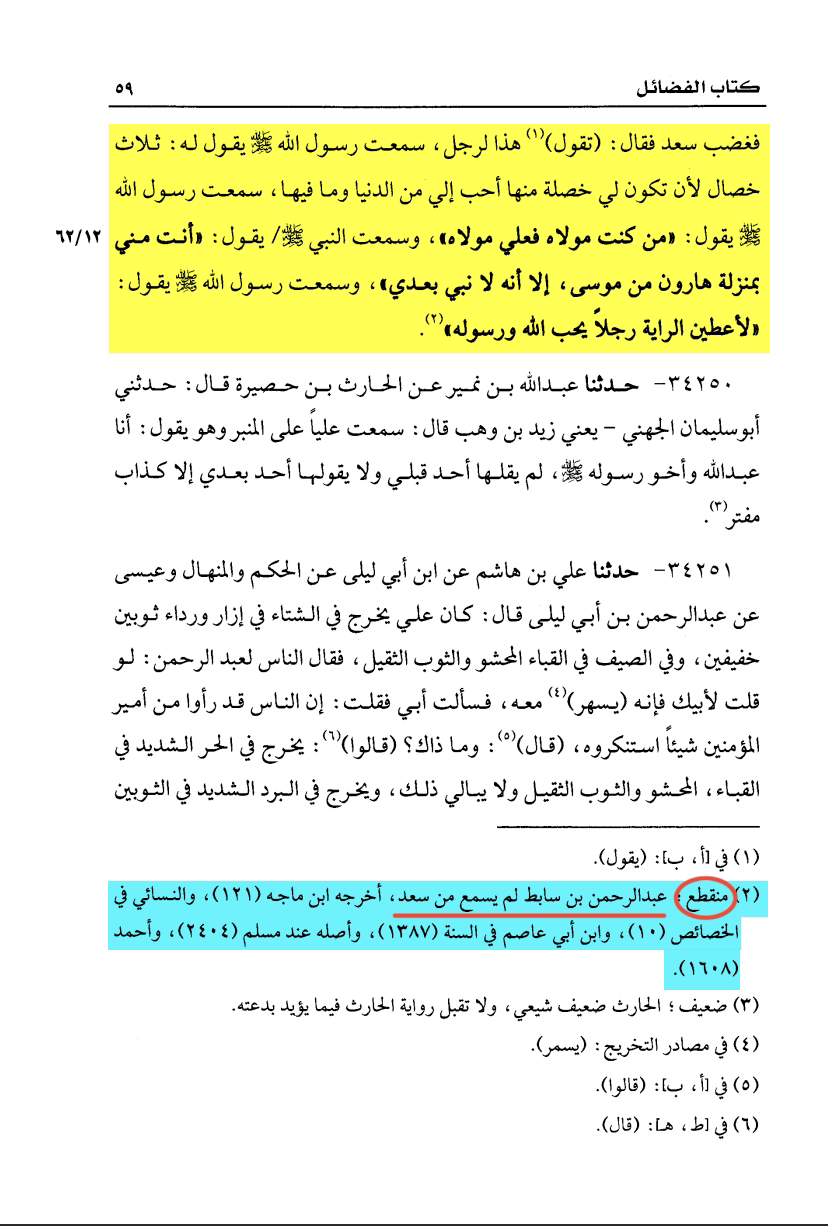 كتاب الفضائل ٥٩
فغضب سعد فقال: (تقول)(١) هذا لرجل، سمعت رسول الله ﷺ يقول له: ثلاث
خصال لأن تكون لي خصلة منها أحب إلي من الدنيا وما فيها، سمعت رسول الله
ﷺ يقول: «من كنت مولاه فعلي مولاه»، وسمعت النبي ﷺ/ يقول: «أنت مني ٦٢/١٢
بمنزلة هارون من موسى، إلا أنه لا نبي بعدي»، وسمعت رسول الله ﷺ يقول:
«لأعطين الراية رجلاً يحب الله ورسوله»(٢).
٣٤٢٥٠- حدثنا عبدالله بن نمير عن الحارث بن حصيرة قال: حدثني
أبوسليمان الجهني – يعني زيد بن وهب قال: سمعت علياً على المنبر وهو يقول: أنا
عبدالله وأخو رسوله ﷺ، لم يقلها أحد قبلي ولا يقولها أحد بعدي إلا كذاب
مفتر(٣).
٣٤٢٥١- حدثنا علي بن هاشم عن ابن أبي ليلى عن الحكم والمنهال وعيسى
عن عبدالرحمن بن أبي ليلى قال: كان علي يخرج في الشتاء في إزار ورداء ثوبين
خفيفين، وفي الصيف في القباء المحشو والثوب الثقيل، فقال الناس لعبد الرحمن: لو
قلت لأبيك فإنه (يسهر)(٤) معه، فسألت أبي فقلت: إن الناس قد رأوا من أمير
المؤمنين شيئاً استنكروه، (قال)(٥): وما ذاك؟ (قالوا)(٦): يخرج في الحر الشديد في
القباء، المحشو والثوب الثقيل ولا يبالي ذلك، ويخرج في البرد الشديد في الثوبين
(١) في [أ، ب]: (يقول).
(٢) منقطع؛ عبدالرحمن بن سابط لم يسمع من سعد، أخرجه ابن ماجه (١٢١)، والنسائي في
الخصائص (١٠)، وابن أبي عاصم في السنة (١٣٨٧)، وأصله عند مسلم (٢٤٠٤)، وأحمد
(١٦٠٨).
(٣) ضعيف؛ الحارث ضعيف شيعي، ولا تقبل رواية الحارث فيما يؤيد بدعته.
(٤) في مصادر التخريج: (يسمر).
(٥) في [أ، ب]: (قالوا).
(٦) في [ط، هـ]: (قال).